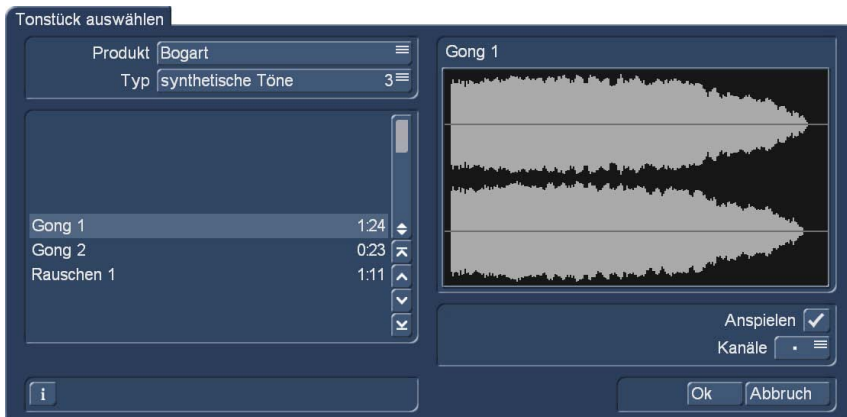 Tonstück auswählen
Produkt Bogart
Typ synthetische Töne 3
Gong 1 1:24
Gong 2 0:23
Rauschen 1 1:11
i
Gong 1
Anspielen
Kanäle
Ok Abbruch